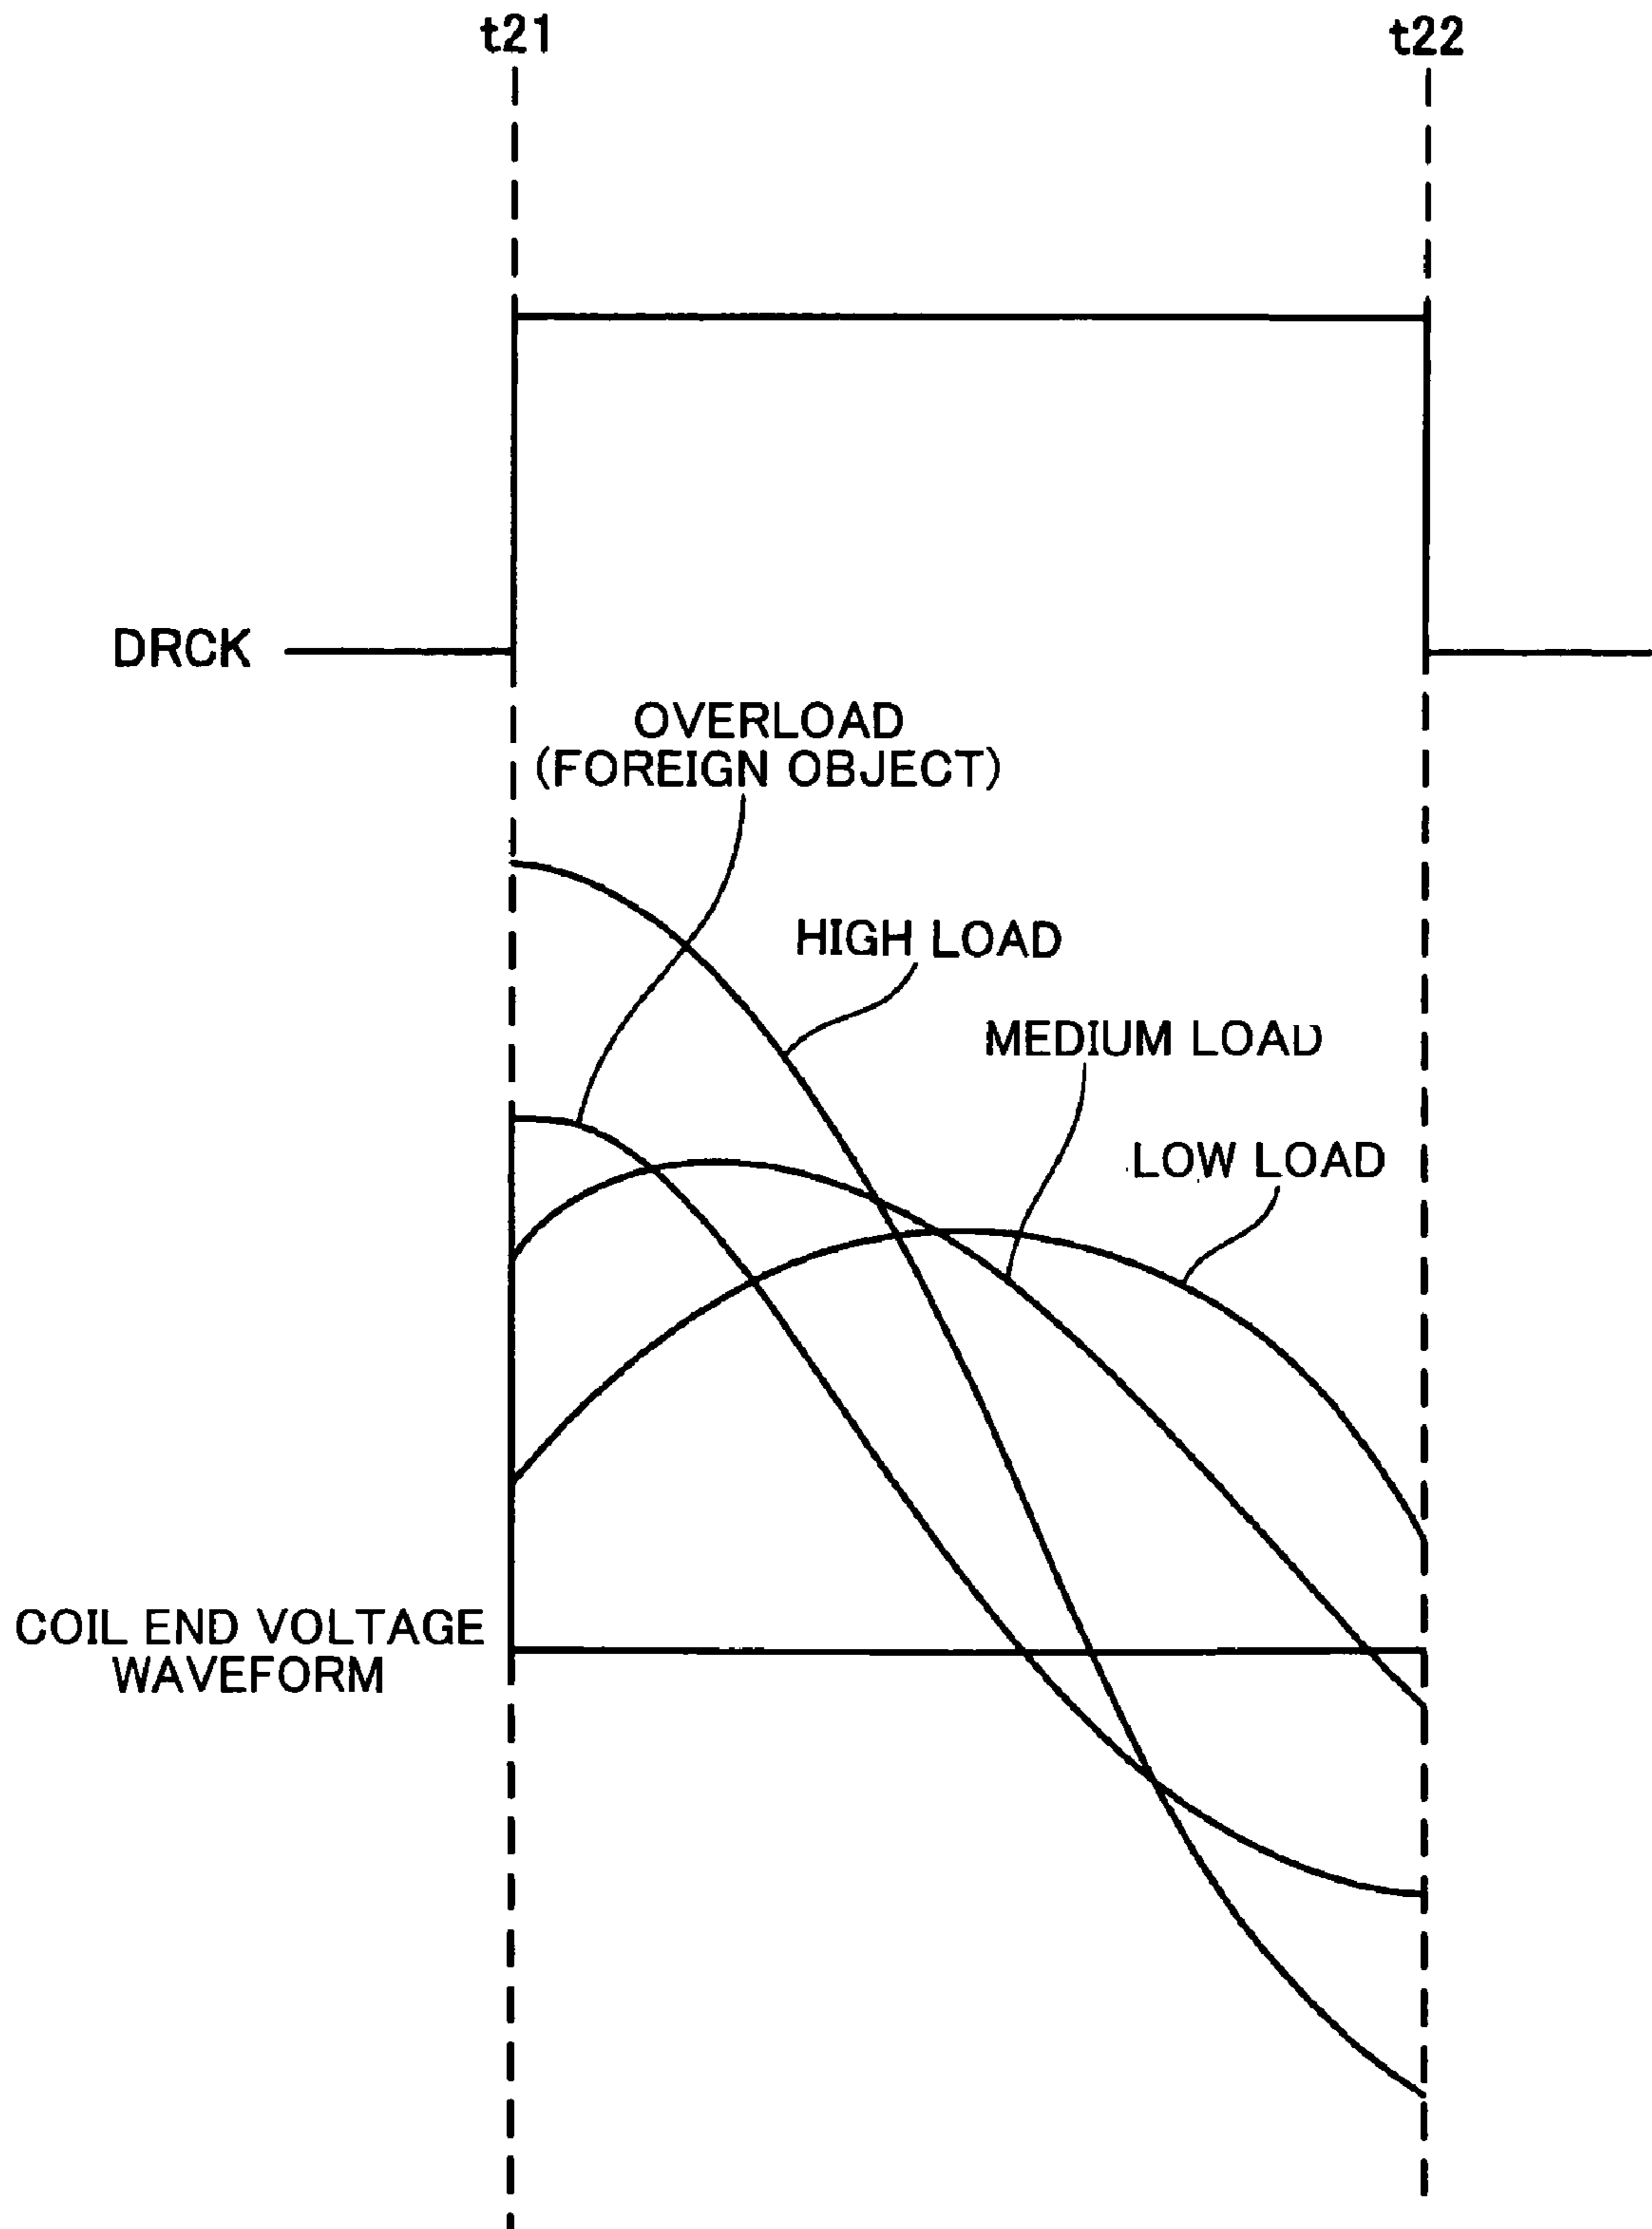 t21
t22
DRCK
OVERLOAD
(FOREIGN OBJECT)
HIGH LOAD
MEDIUM LOAD
LOW LOAD
COIL END VOLTAGE
WAVEFORM